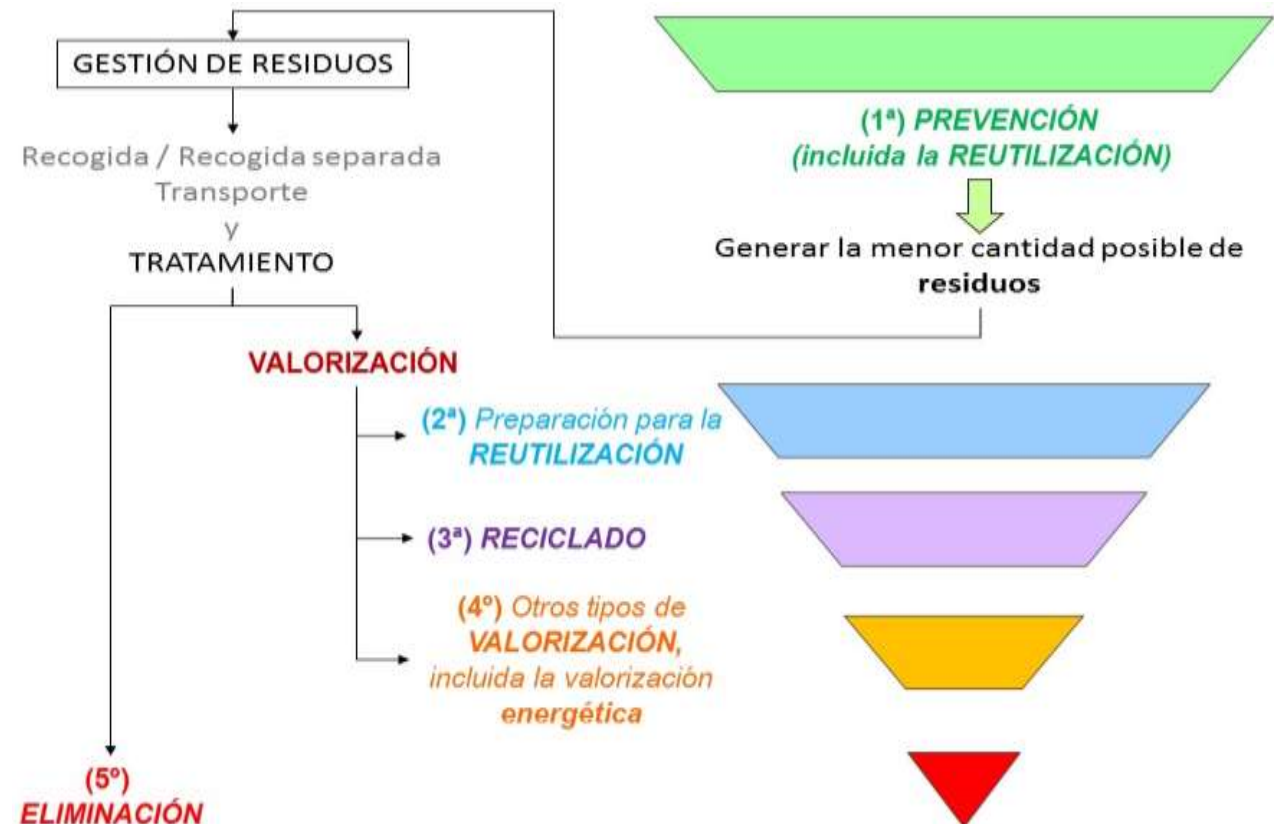 GESTIÓN DE RESIDUOS
Recogida / Recogida separada
Transporte
y
TRATAMIENTO
(1ª) PREVENCIÓN
(incluida la REUTILIZACIÓN)
Generar la menor cantidad posible de
residuos
VALORIZACIÓN
(2ª) Preparación para la
REUTILIZACIÓN
(3ª) RECICLADO
(4º) Otros tipos de
VALORIZACIÓN,
incluida la valorización
energética
(5º)
ELIMINACIÓN